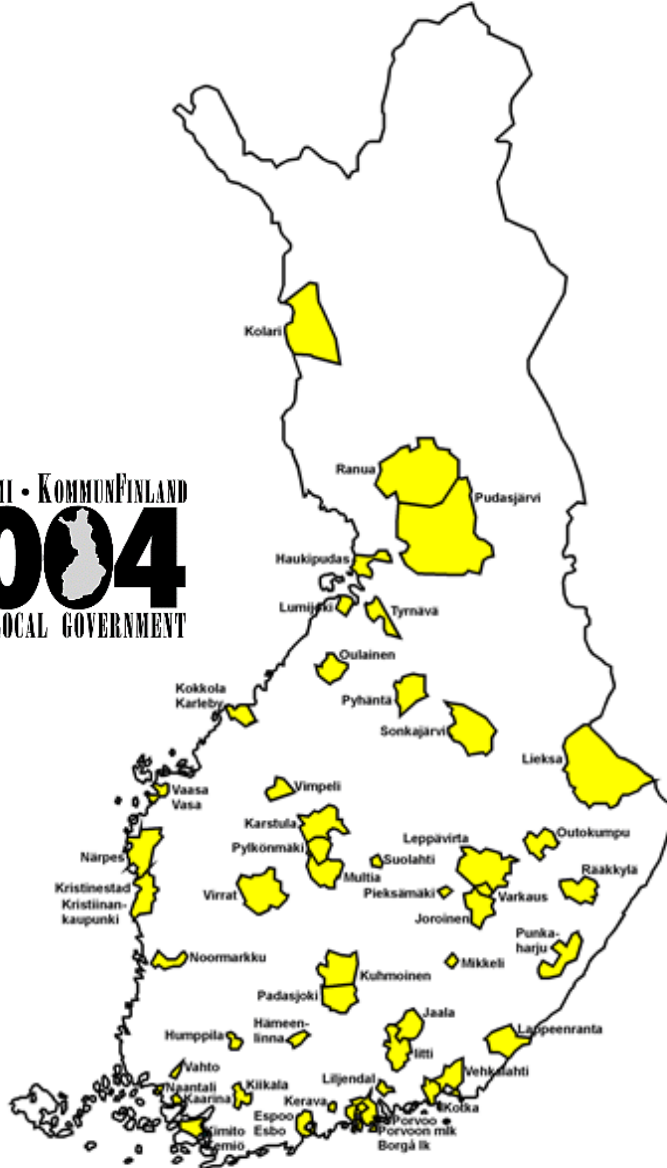 Kolari
Ranua
Pudasjärvi
MI • KOMMUNFINLAND
004
LOCAL GOVERNMENT
Haukipudas
Lumijoki
Tyrnävä
Oulainen
Kokkola
Karleby
Pyhäntä
Sonkajärvi
Lieksa
Vaasa
Vasa
Vimpeli
Karstula
Pylkönmäki
Multia
Suolahti
Leppävirta
Outokumpu
Närpes
Kristinestad
Kristiinan-
kaupunki
Virrat
Pieksämäki
Varkaus
Joroinen
Rääkkylä
Punka-
harju
Noormarkku
Mikkeli
Kuhmoinen
Padasjoki
Humppila
Hämeen-
linna
Jaala
Iitti
Lappeenranta
Vahto
Naantali
Kaarina
Kiikala
Liljendal
Vehkalahti
Kerava
Kotka
Espoo
Esbo
Porvoo
Porvoon mlk
Borgå lk
Kimito
Kemiö